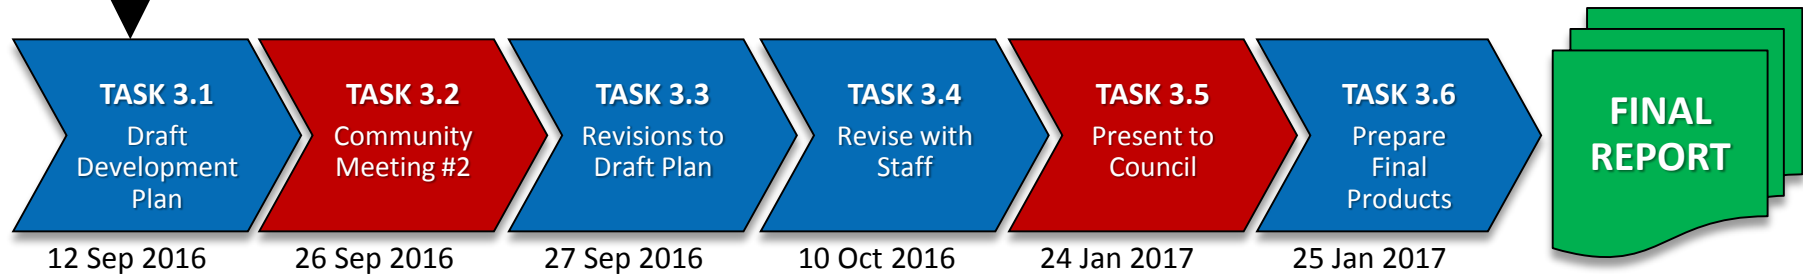 TASK 3.1
Draft
Development
Plan
12 Sep 2016
TASK 3.2
Community
Meeting #2
26 Sep 2016
TASK 3.3
Revisions to
Draft Plan
27 Sep 2016
TASK 3.4
Revise with
Staff
10 Oct 2016
TASK 3.5
Present to
Council
24 Jan 2017
TASK 3.6
Prepare
Final
Products
25 Jan 2017
FINAL
REPORT